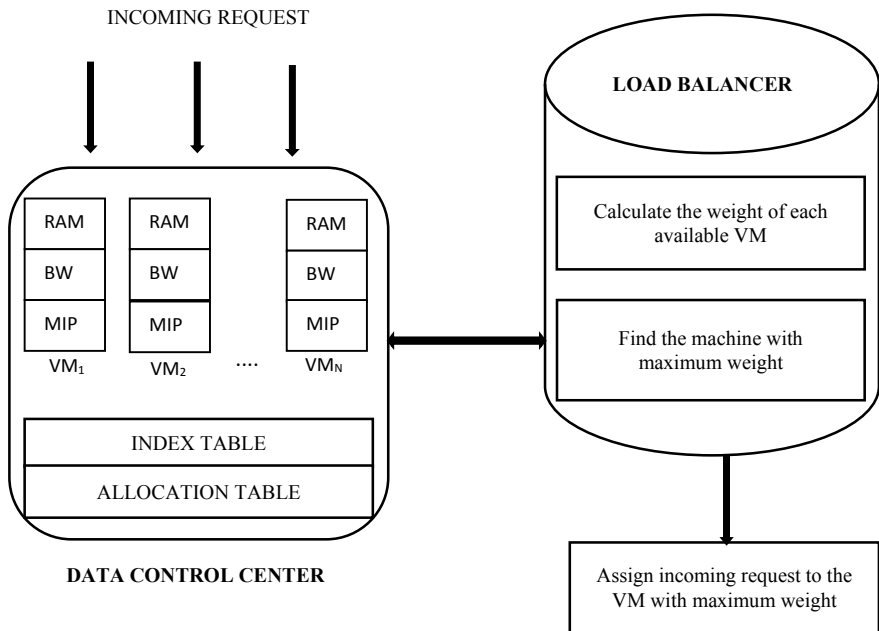 INCOMING REQUEST
RAM
BW
MIP
VM₁
RAM
BW
MIP
VM₂
....
RAM
BW
MIP
VMN
INDEX TABLE
ALLOCATION TABLE
DATA CONTROL CENTER
LOAD BALANCER
Calculate the weight of each
available VM
Find the machine with
maximum weight
Assign incoming request to the
VM with maximum weight